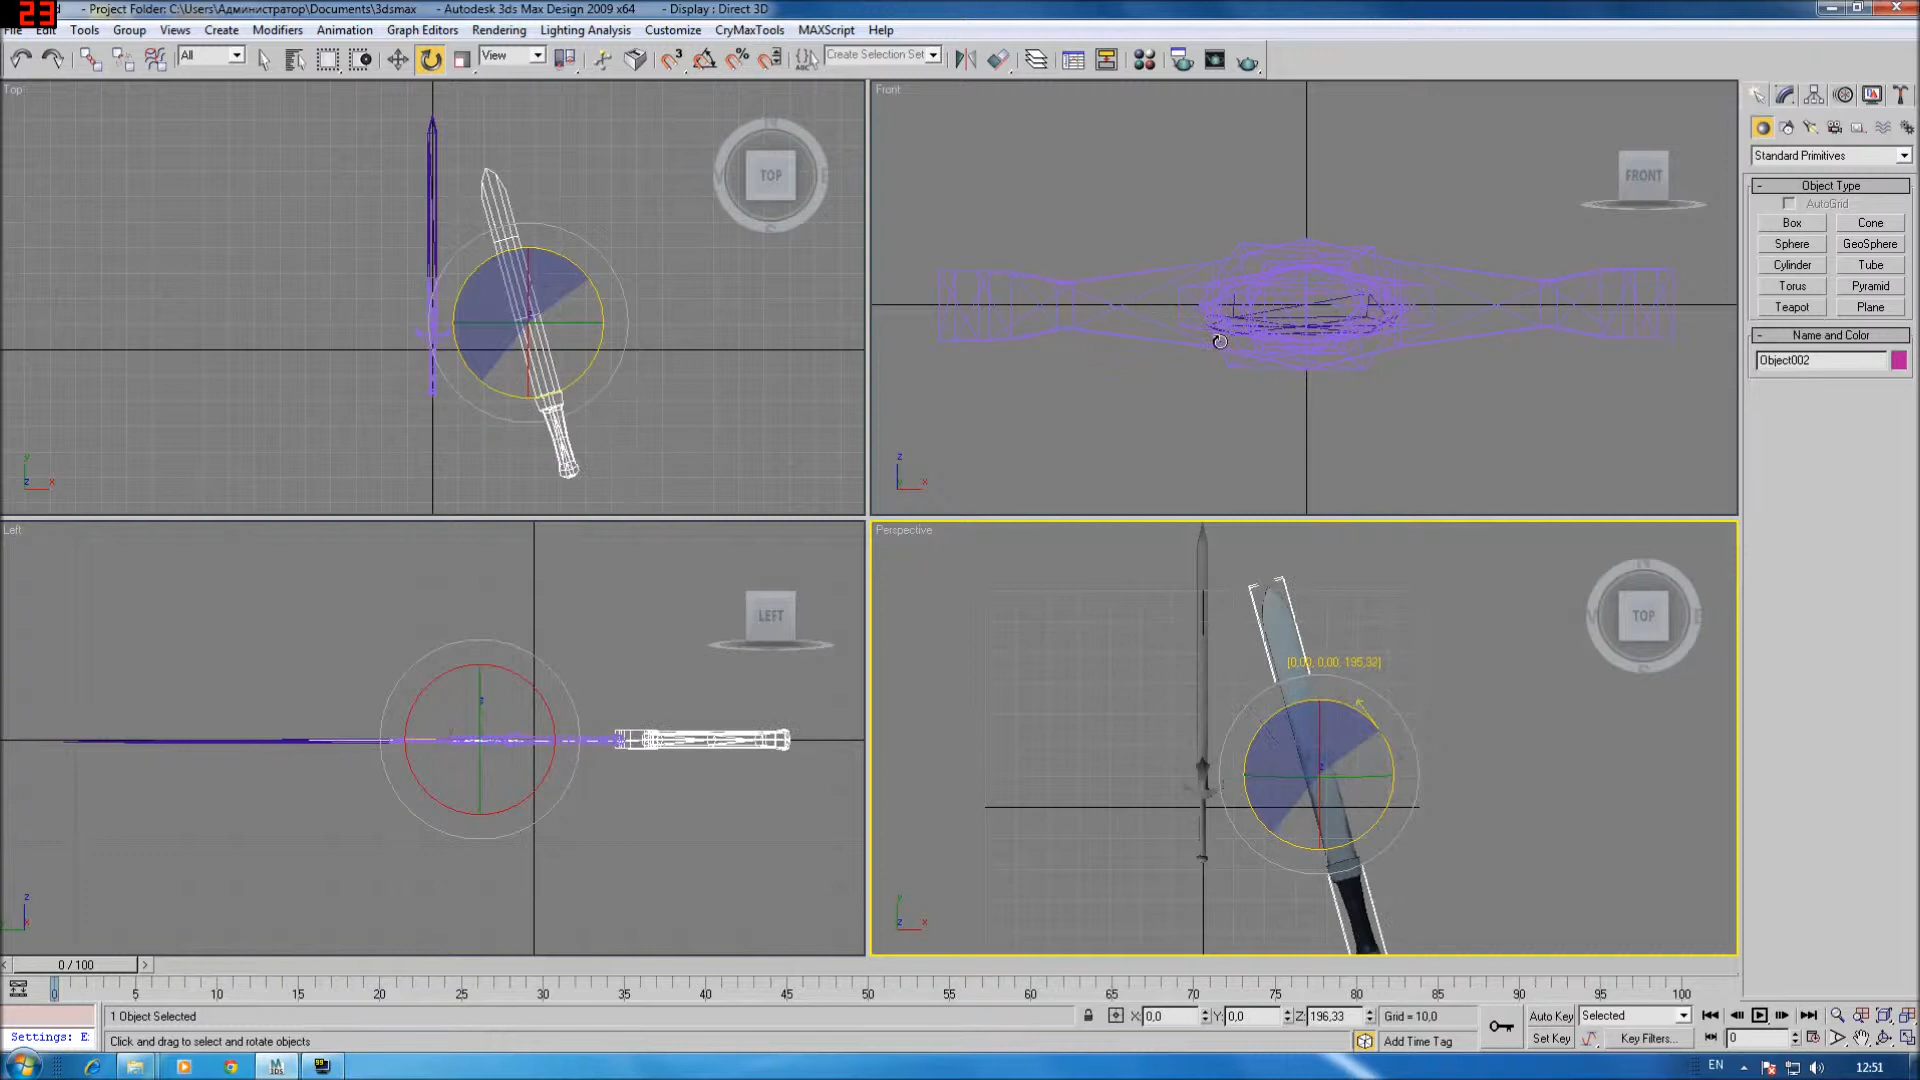 23
- Project Folder: C:\Users\Администратор\Documents\3dsmax - Autodesk 3ds Max Design 2009 x64 - Display : Direct 3D
File Edit Tools Group Views Create Modifiers Animation Graph Editors Rendering Lighting Analysis Customize CryMaxTools MAXScript Help
All View Create Selection Set
Top
TOP
Front
FRONT
Standard Primitives
- Object Type
AutoGrid
Box Cone
Sphere GeoSphere
Cylinder Tube
Torus Pyramid
Teapot Plane
- Name and Color
Object002
y
z x
z
y x
Left
LEFT
z
Perspective
TOP
[0,00, 0,00, 195,32]
y
z x
0 / 100
0 5 10 15 20 25 30 35 40 45 50 55 60 65 70 75 80 85 90 95 100
1 Object Selected X: 0,0 Y: 0,0 Z: 196,33 Grid = 10,0 Auto Key Selected
Settings: E Click and drag to select and rotate objects Add Time Tag Set Key Key Filters... 0
EN 12:51